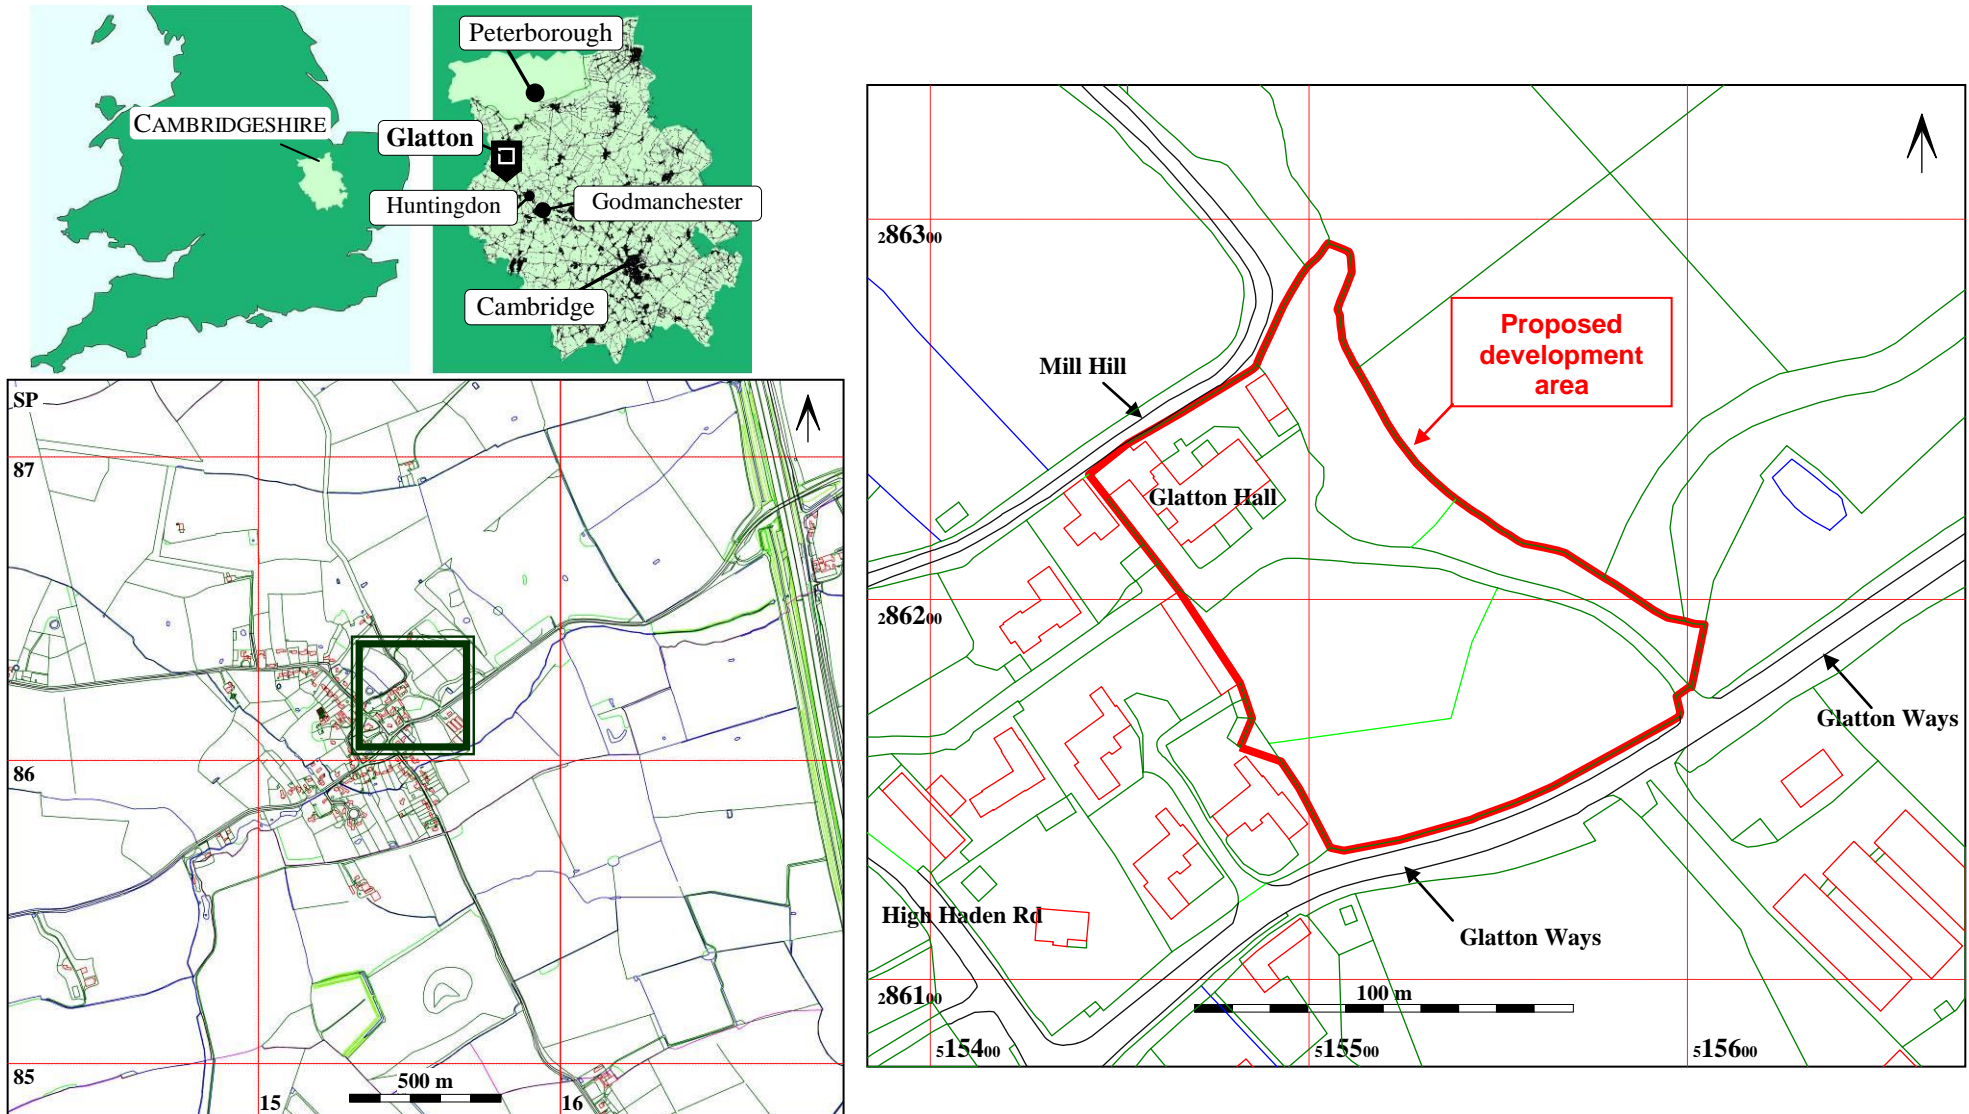 Peterborough
CAMBRIDGESHIRE
Glatton
Huntingdon
Godmanchester
Cambridge
SP
87
86
85
15
16
500 m
286300
286200
286100
515400
515500
515600
Mill Hill
Glatton Hall
Proposed
development
area
Glatton Ways
Glatton Ways
High Haden Rd
100 m